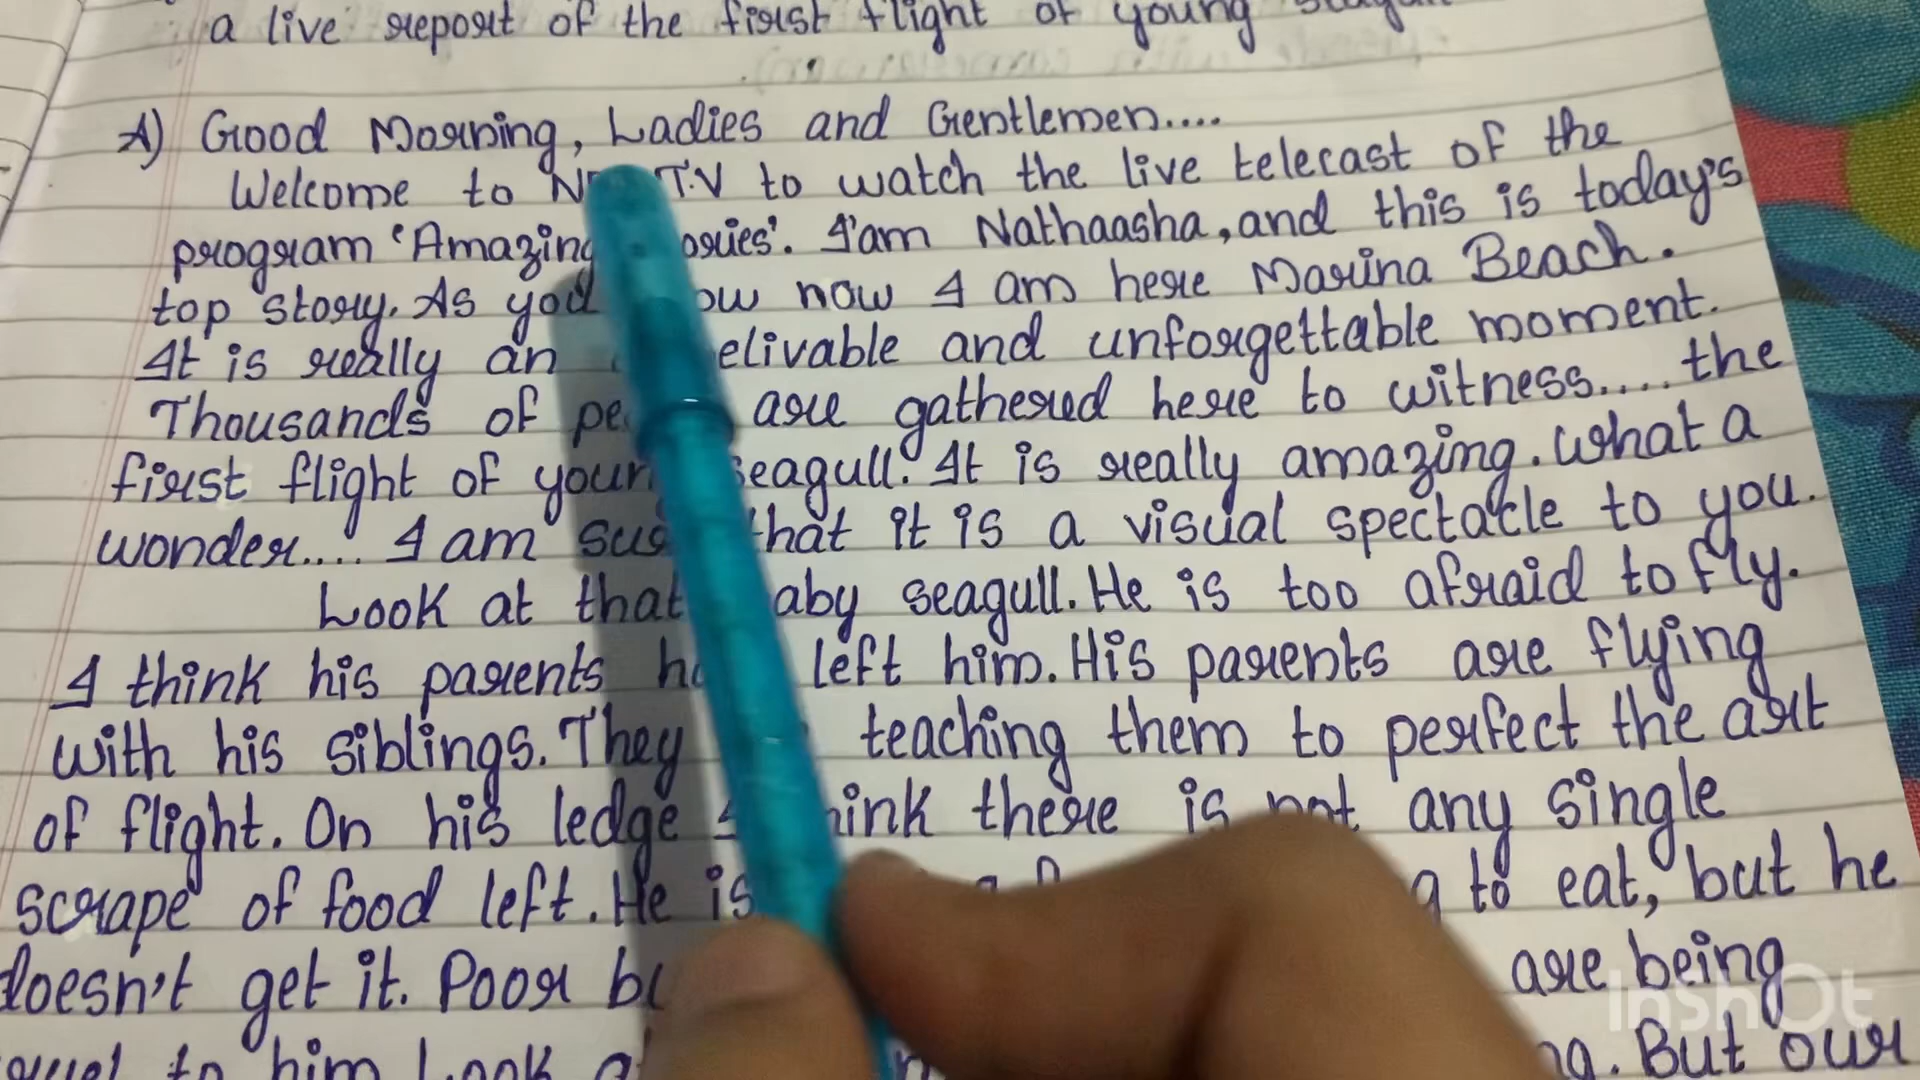 a live report of the first flight of young
A) Good Morning, Ladies and Gentlemen....
Welcome to T.V to watch the live telecast of the
program 'Amazing I'am Nathaasha, and this is today's
top story. As now I am here Marina Beach.
It is really an and unforgettable moment.
Thousands of are gathered here to witness.... the
first flight of seagull. It is really amazing. What a
wonder.... I am that it is a visual spectacle to you.
Look at that seagull. He is too afraid to fly.
I think his parents left him. His parents are flying
with his siblings. They teaching them to perfect the art
of flight. On his ledge there is not any single
scrape of food left. He is to eat, but he
doesn't get it. Poor are being
to him Look But our
InShOt